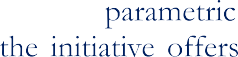 parametric
the initiative offers